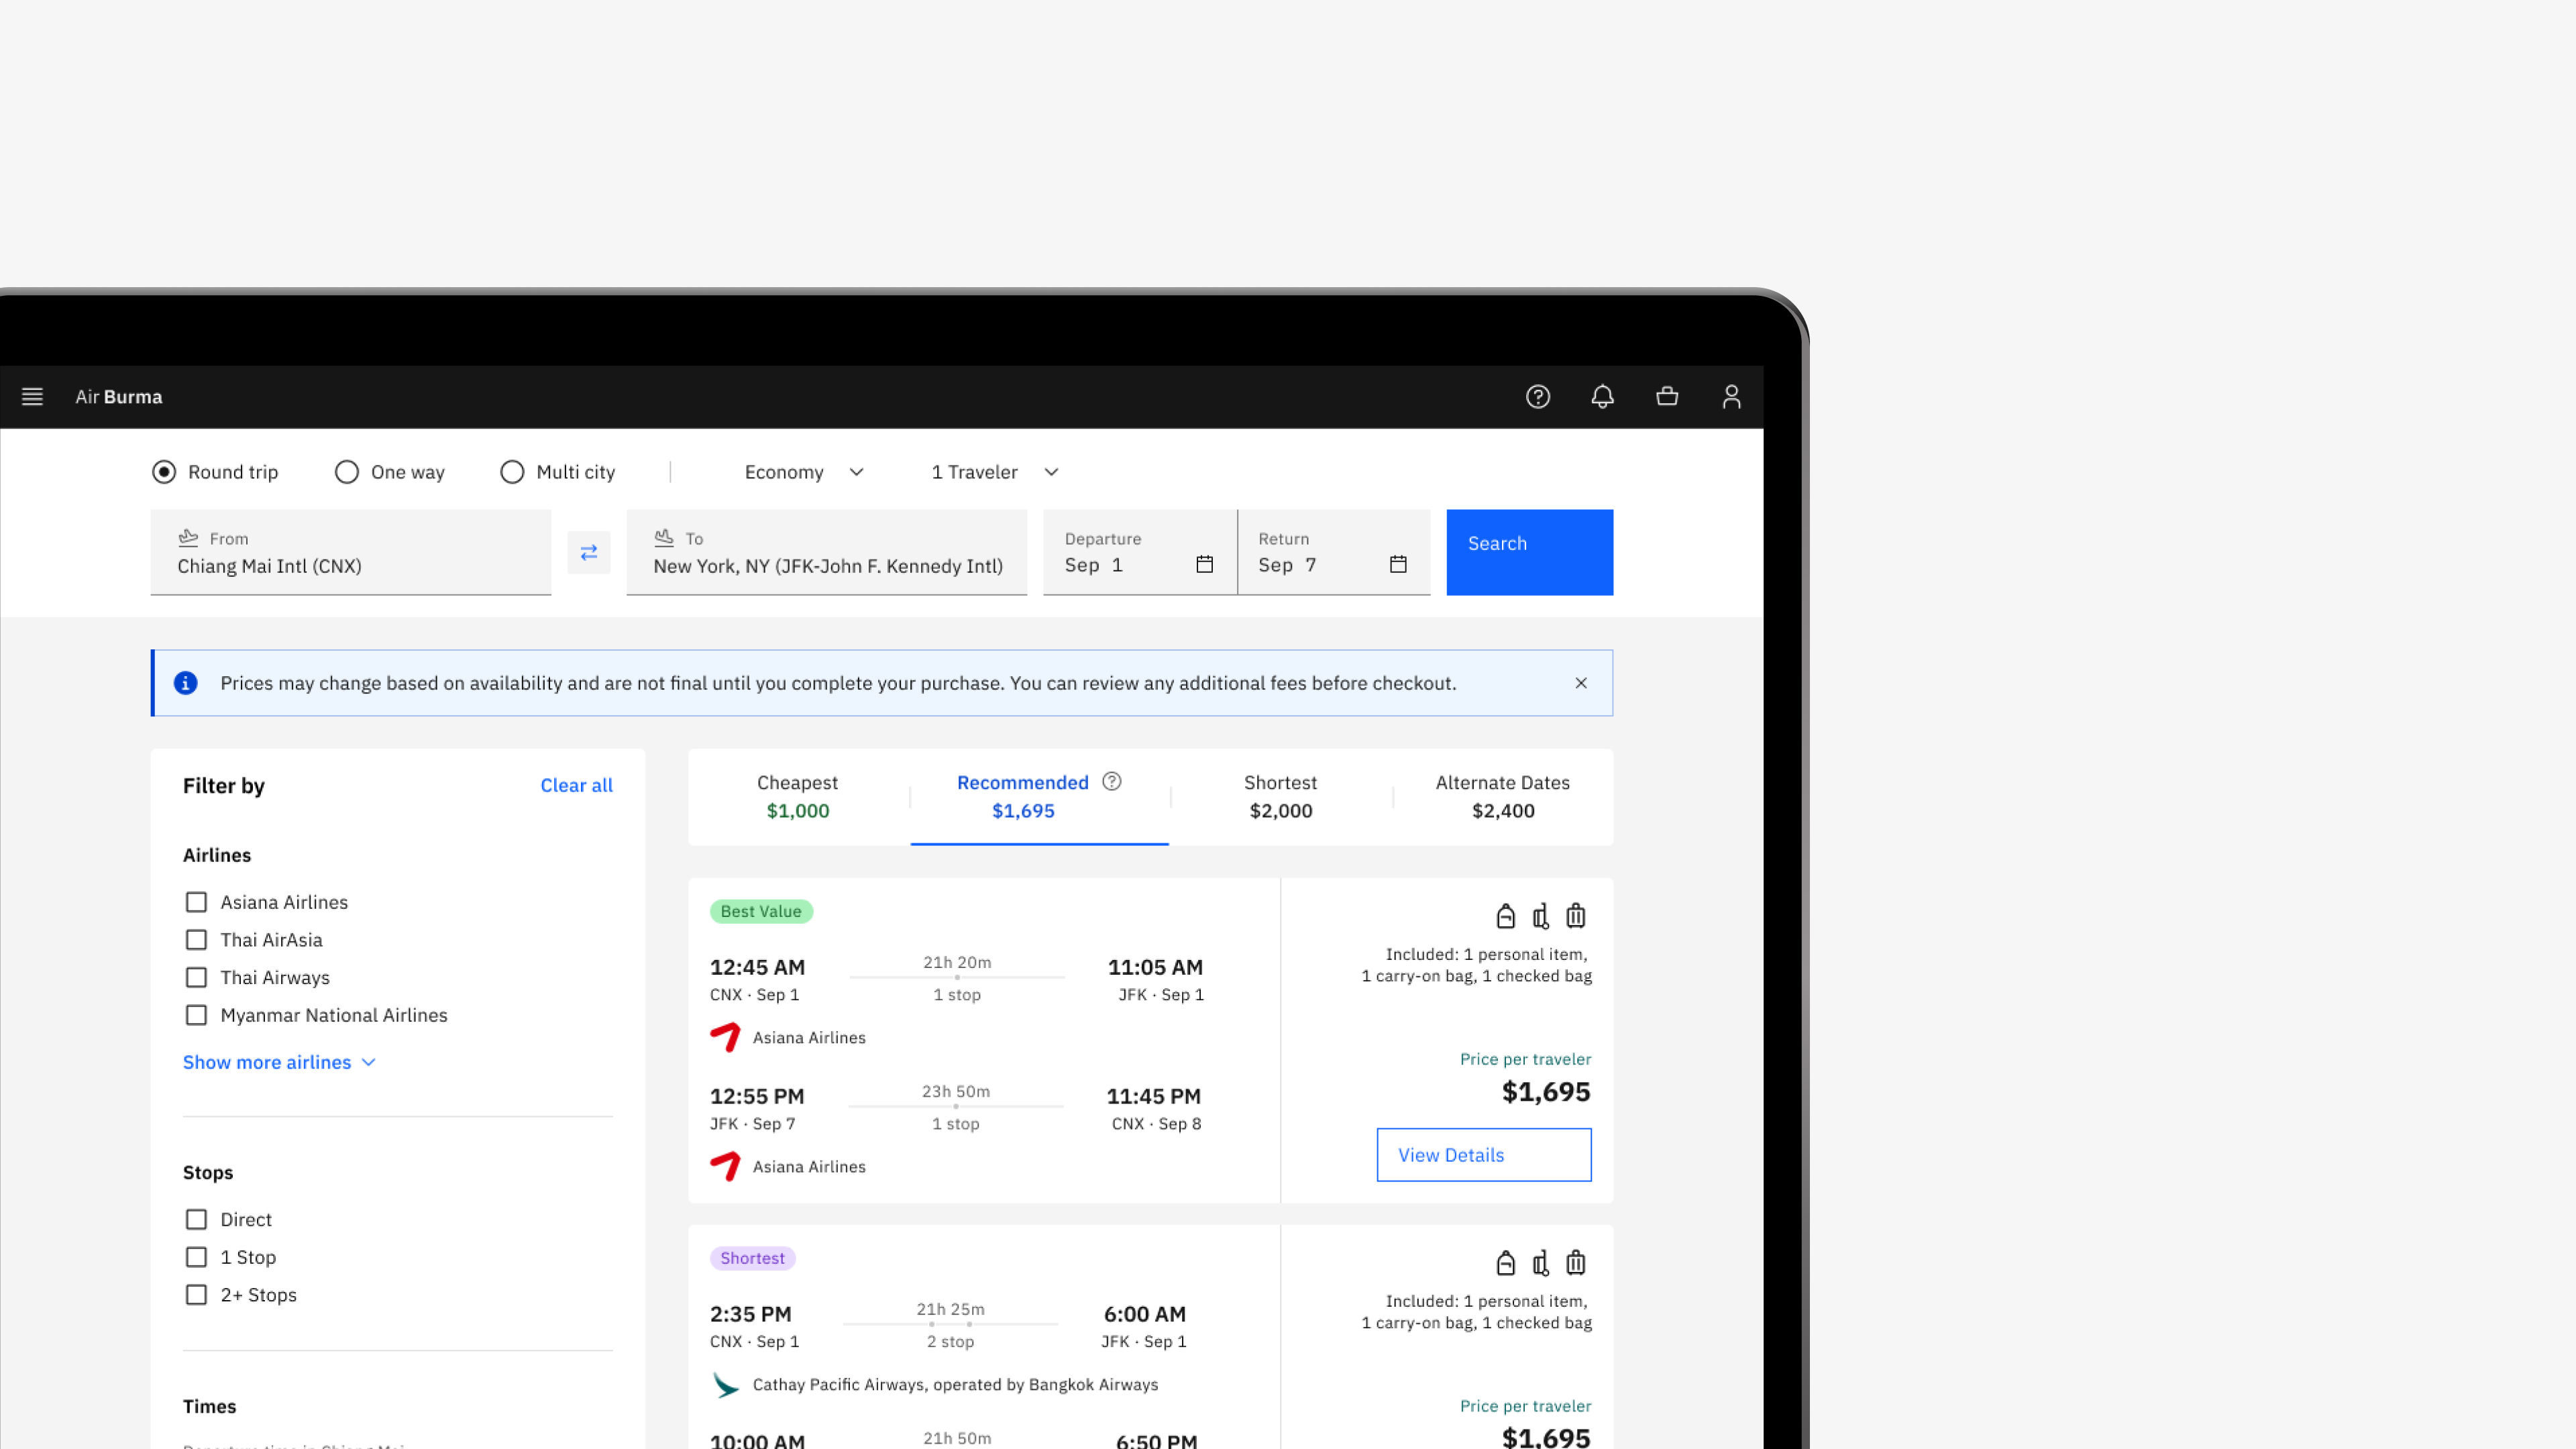 Air Burma
Round trip
One way
Multi city
Economy
1 Traveler
From
Chiang Mai Intl (CNX)
To
New York, NY (JFK-John F. Kennedy Intl)
Departure
Sep 1
Return
Sep 7
Search
Prices may change based on availability and are not final until you complete your purchase. You can review any additional fees before checkout.
Filter by
Clear all
Airlines
Asiana Airlines
Thai AirAsia
Thai Airways
Myanmar National Airlines
Show more airlines
Stops
Direct
1 Stop
2+ Stops
Times
Departure time in Chiang Mai
Cheapest
$1,000
Recommended
$1,695
Shortest
$2,000
Alternate Dates
$2,400
Best Value
12:45 AM
CNX · Sep 1
21h 20m
1 stop
11:05 AM
JFK · Sep 1
Asiana Airlines
12:55 PM
JFK · Sep 7
23h 50m
1 stop
11:45 PM
CNX · Sep 8
Asiana Airlines
Included: 1 personal item,
1 carry-on bag, 1 checked bag
Price per traveler
$1,695
View Details
Shortest
2:35 PM
CNX · Sep 1
21h 25m
2 stop
6:00 AM
JFK · Sep 1
Cathay Pacific Airways, operated by Bangkok Airways
10:00 AM
21h 50m
6:50 PM
Included: 1 personal item,
1 carry-on bag, 1 checked bag
Price per traveler
$1,695